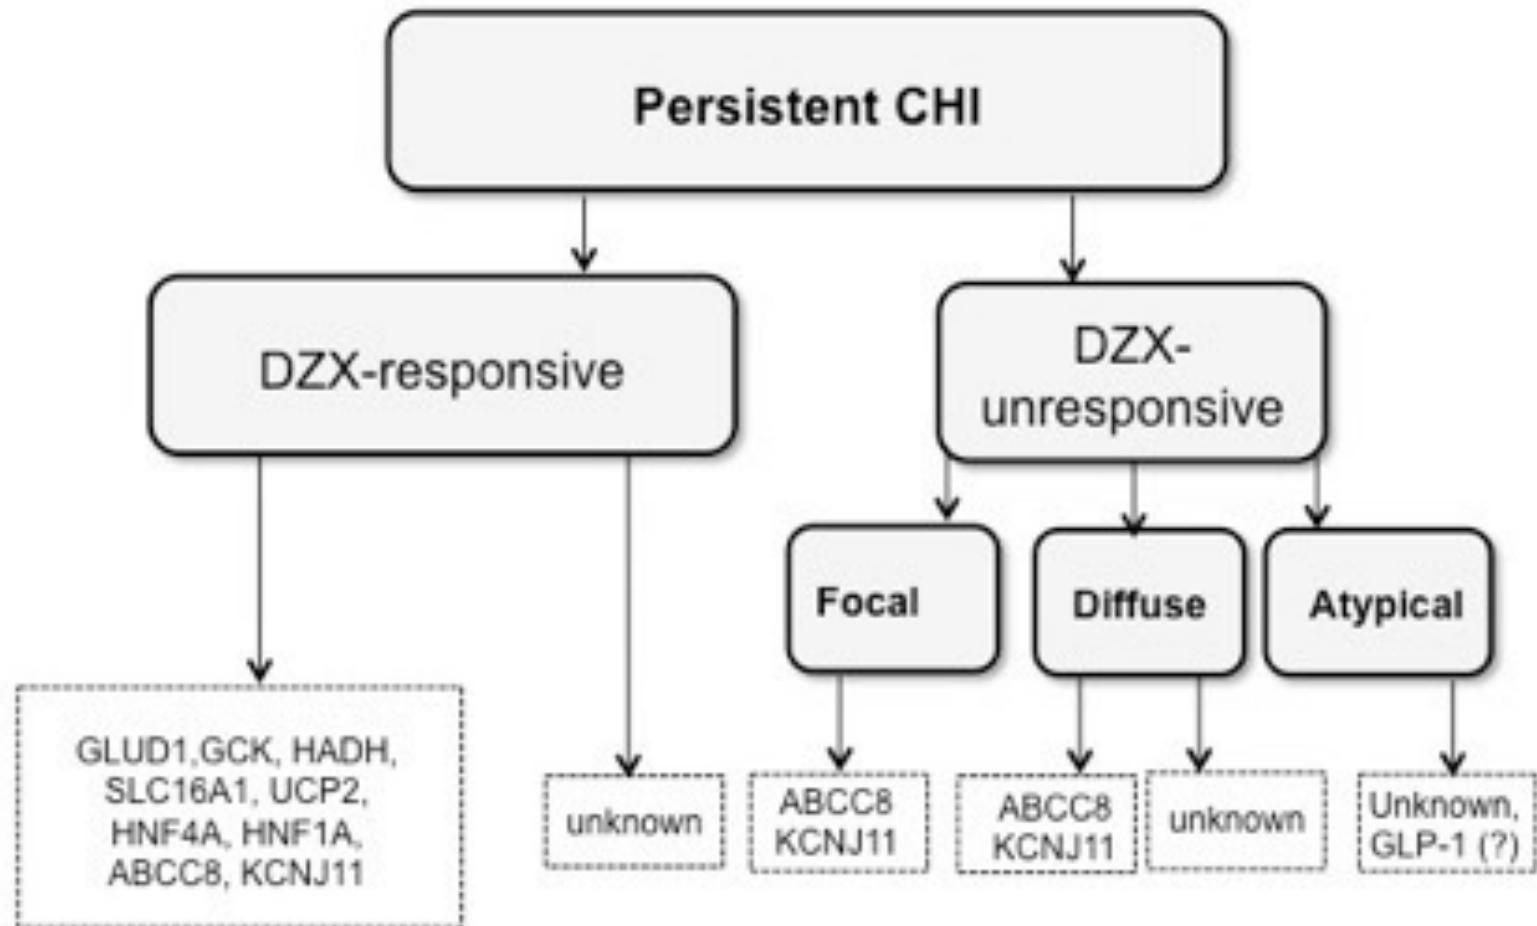 Persistent CHI
DZX-responsive
DZX-
unresponsive
Focal
Diffuse
Atypical
GLUD1,GCK, HADH,
SLC16A1, UCP2,
HNF4A, HNF1A,
ABCC8, KCNJ11
unknown
ABCC8
KCNJ11
ABCC8
KCNJ11
unknown
Unknown,
GLP-1 (?)